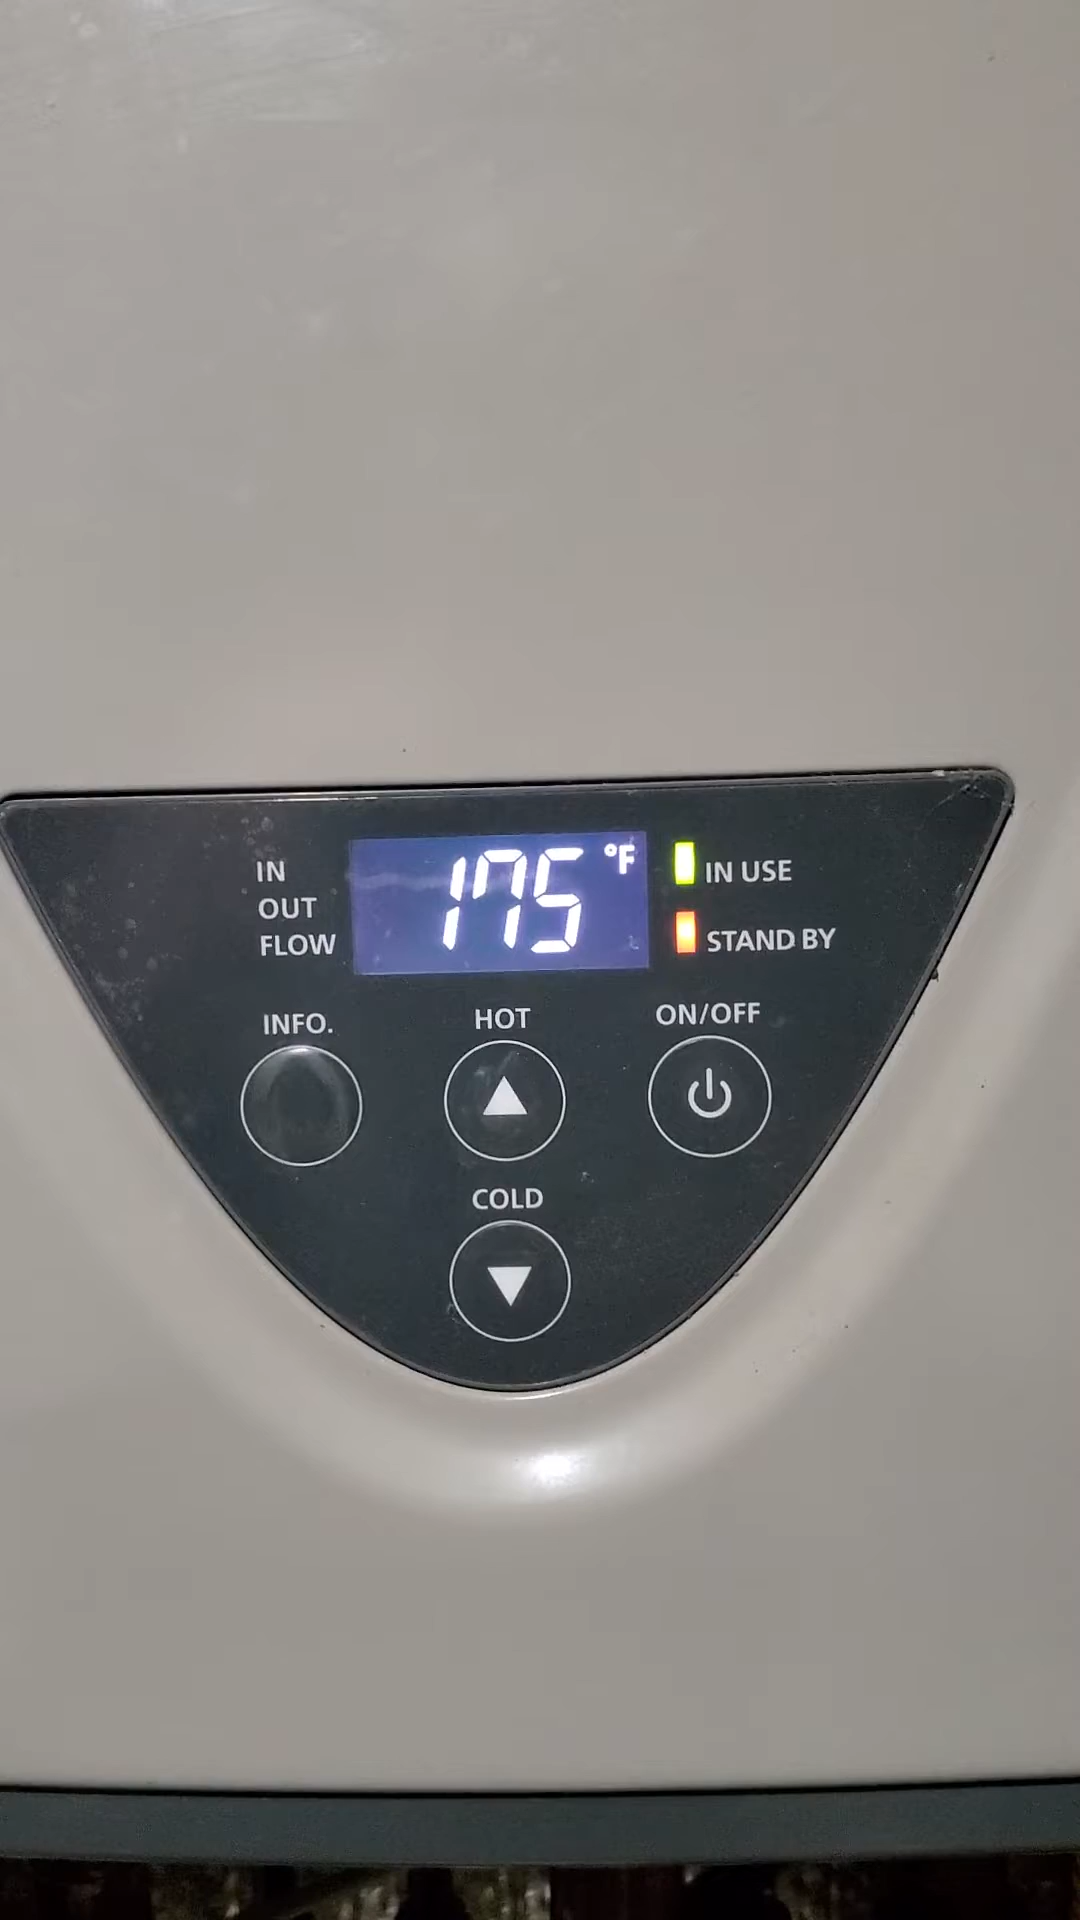 IN
OUT
FLOW
175 °F
IN USE
STAND BY
INFO.
HOT
ON/OFF
COLD